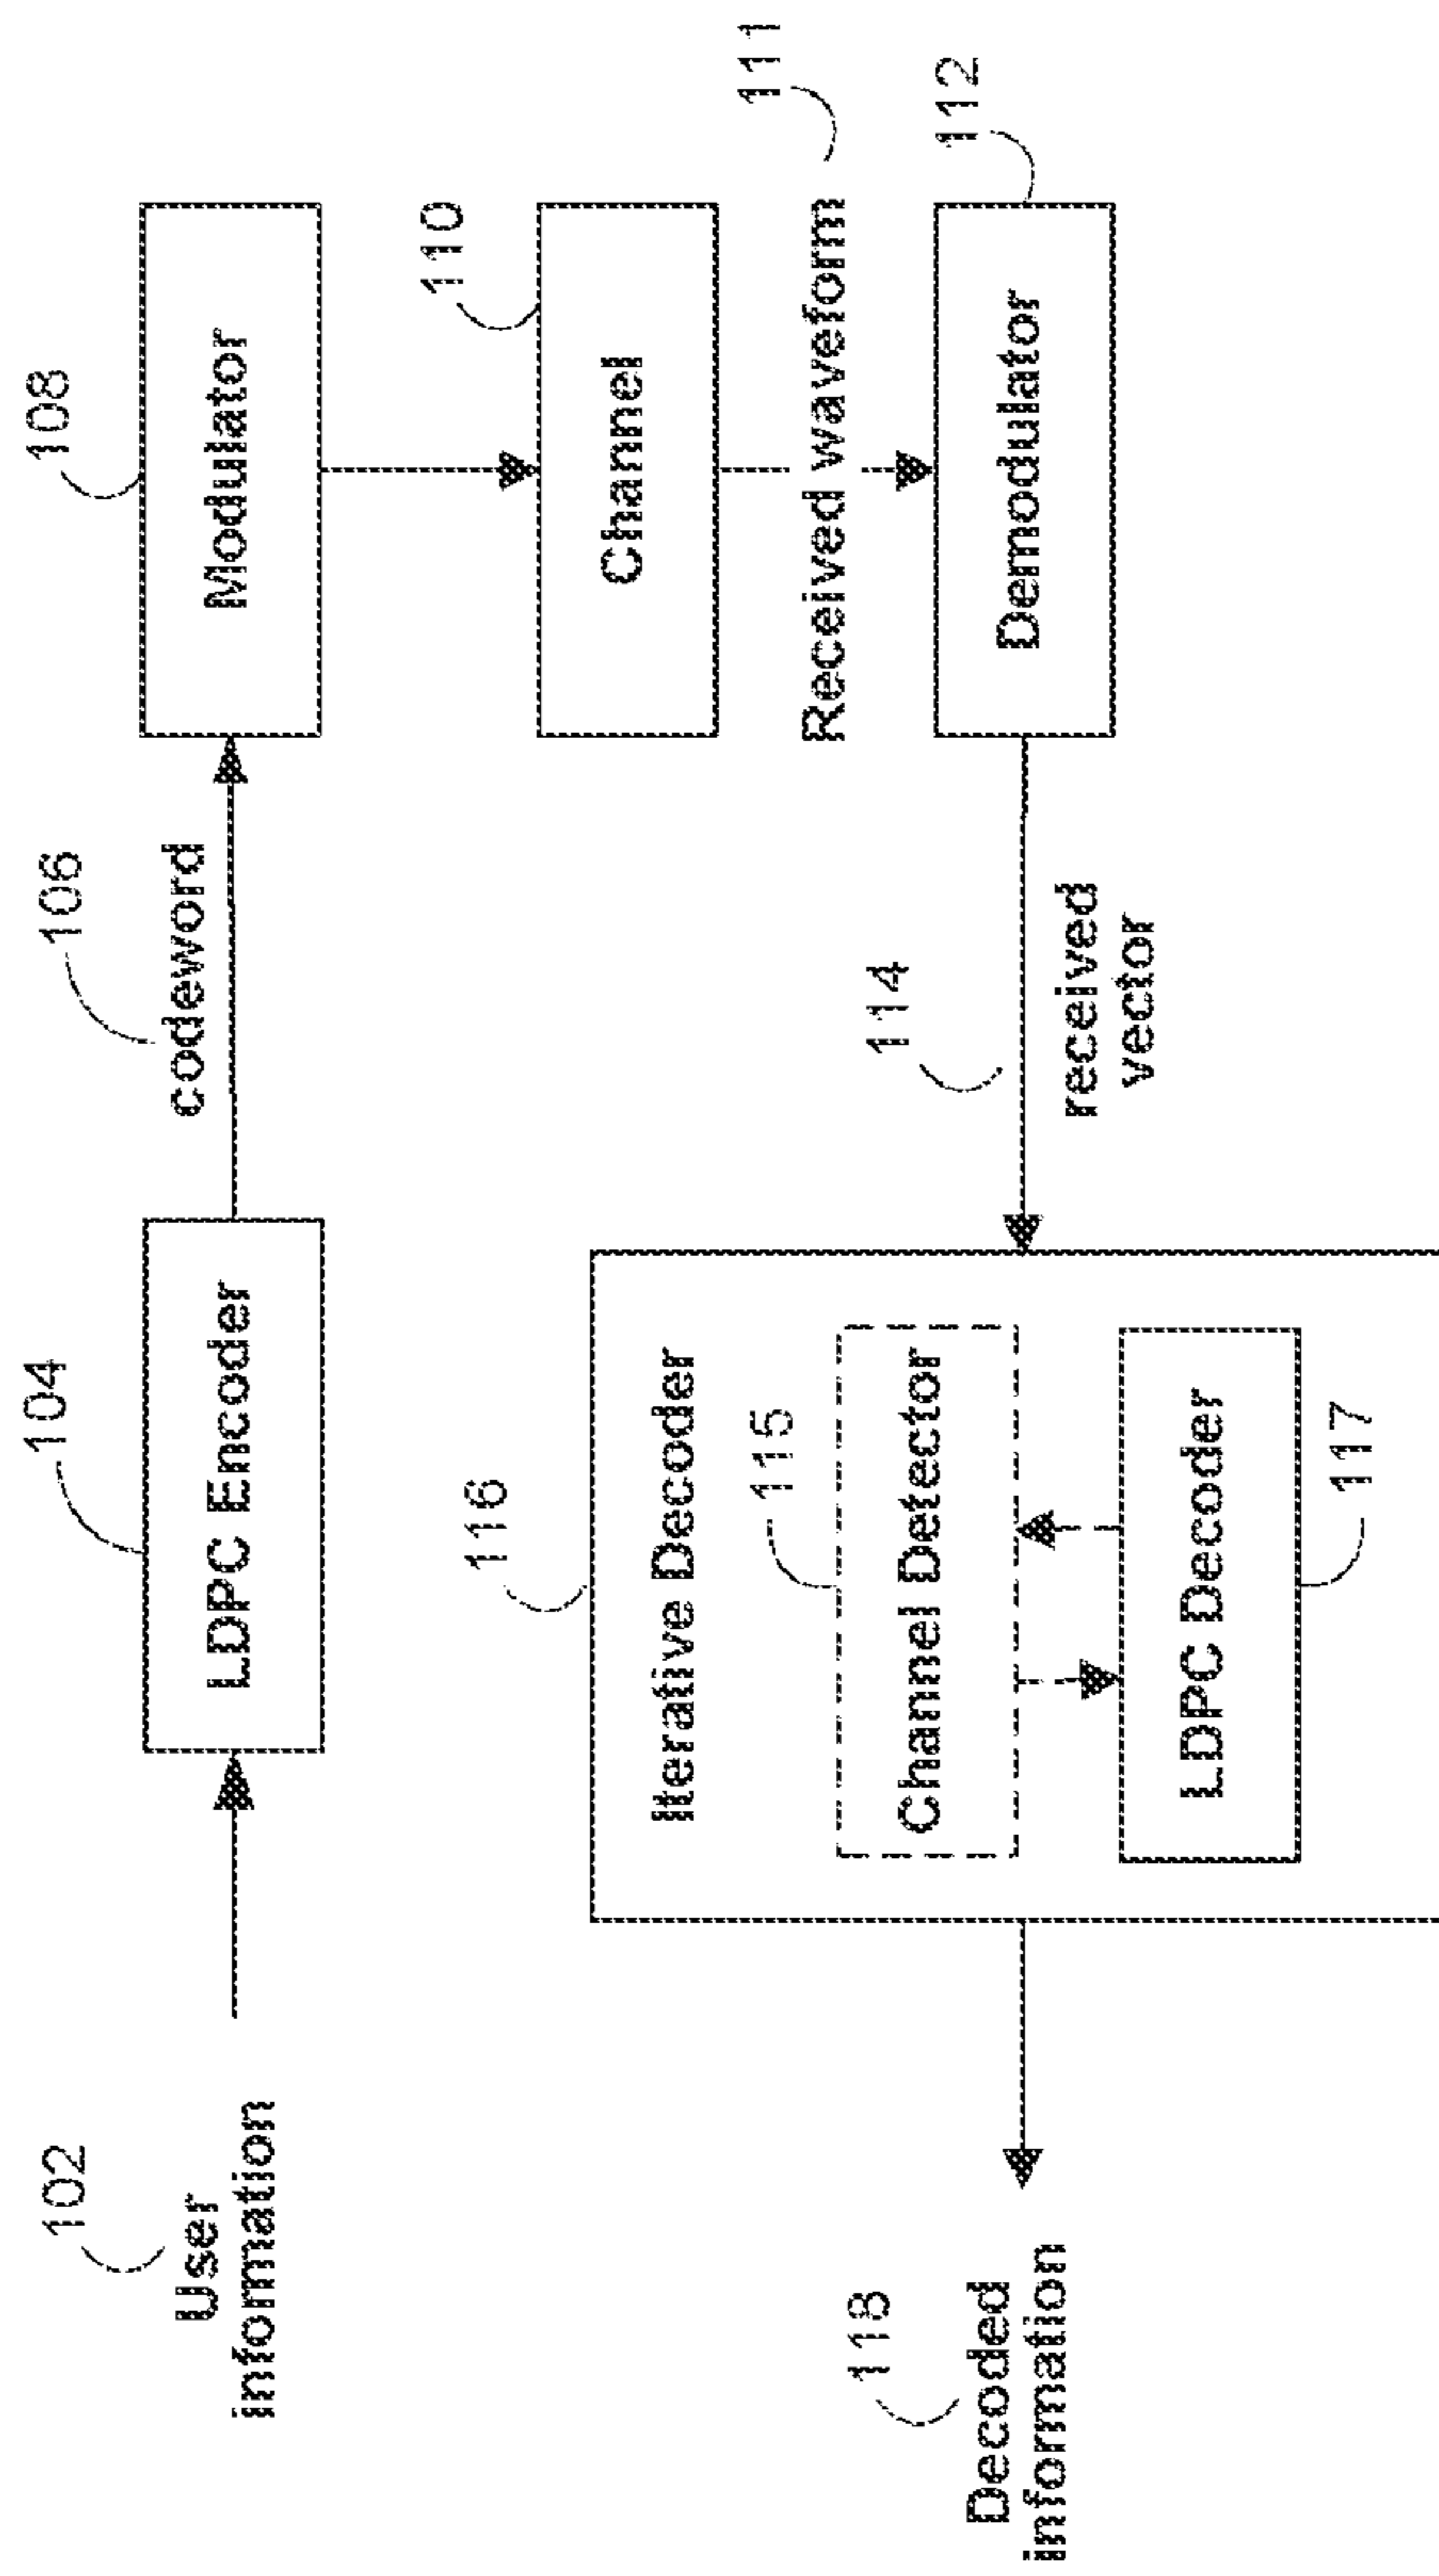 102
User
information
104
LDPC Encoder
106
codeword
108
Modulator
110
Channel
111
Received waveform
112
Demodulator
114
received
vector
116
Iterative Decoder
115
Channel Detector
LDPC Decoder
117
118
Decoded
information